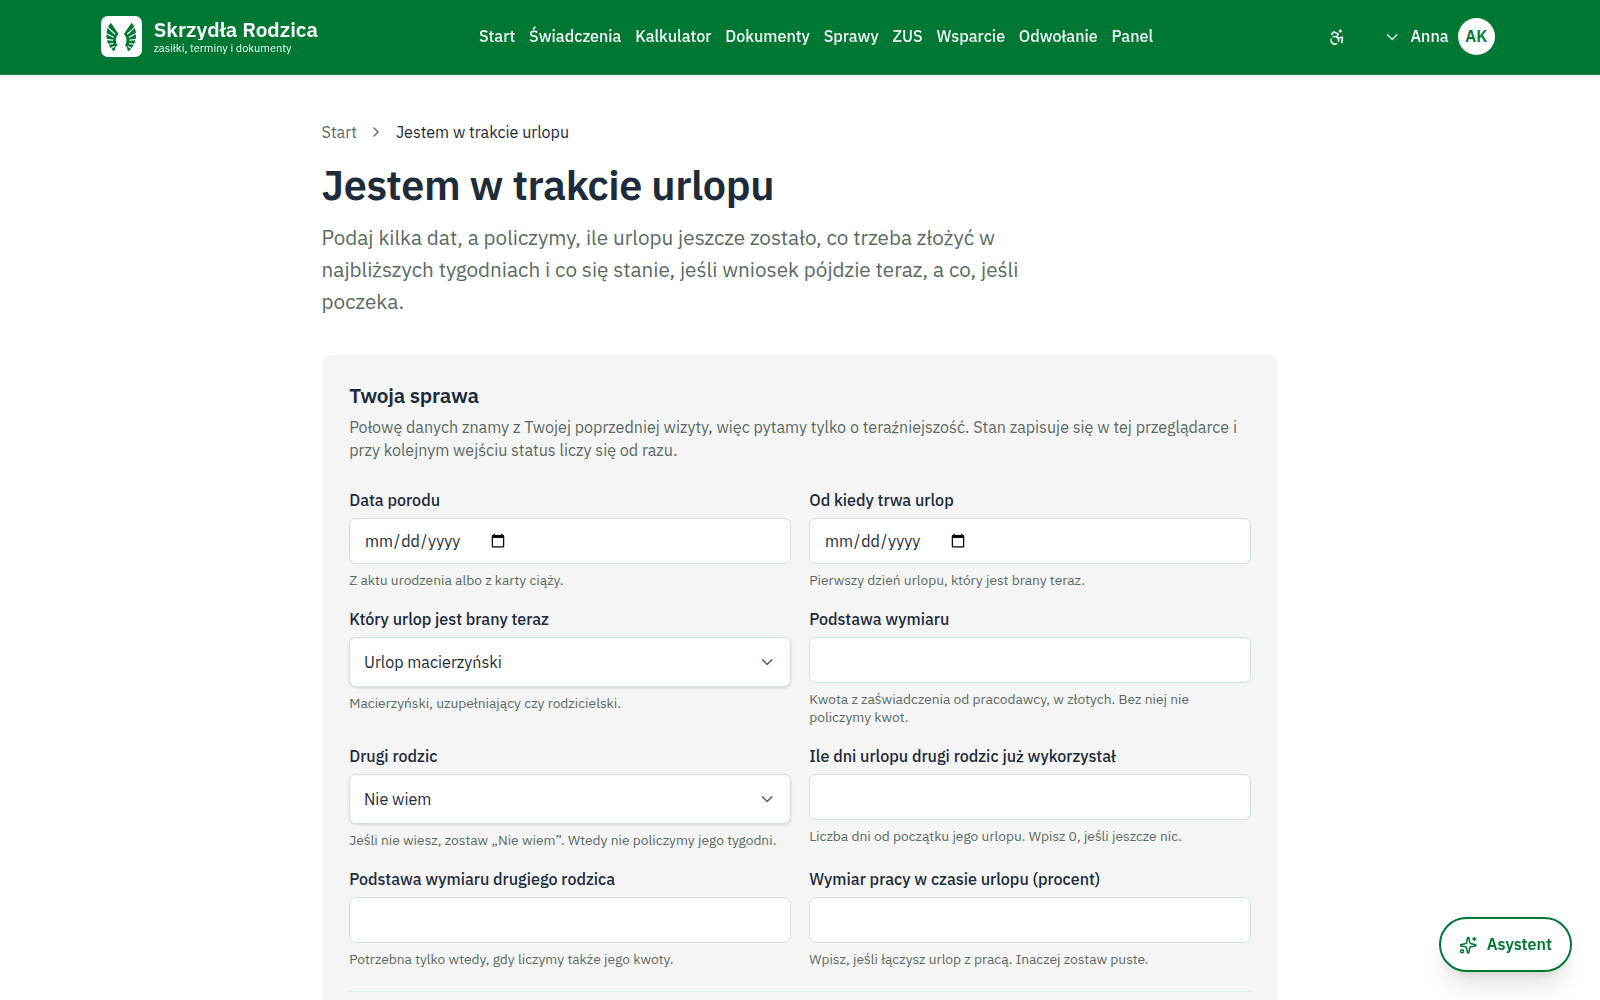 Skrzydła Rodzica
zasiłki, terminy i dokumenty
Start Świadczenia Kalkulator Dokumenty Sprawy ZUS Wsparcie Odwołanie Panel
Anna AK
Start Jestem w trakcie urlopu
Jestem w trakcie urlopu
Podaj kilka dat, a policzymy, ile urlopu jeszcze zostało, co trzeba złożyć w
najbliższych tygodniach i co się stanie, jeśli wniosek pójdzie teraz, a co, jeśli
poczeka.
Twoja sprawa
Połowę danych znamy z Twojej poprzedniej wizyty, więc pytamy tylko o teraźniejszość. Stan zapisuje się w tej przeglądarce i
przy kolejnym wejściu status liczy się od razu.
Data porodu
mm/dd/yyyy
Z aktu urodzenia albo z karty ciąży.
Od kiedy trwa urlop
mm/dd/yyyy
Pierwszy dzień urlopu, który jest brany teraz.
Który urlop jest brany teraz
Urlop macierzyński
Macierzyński, uzupełniający czy rodzicielski.
Podstawa wymiaru
Kwota z zaświadczenia od pracodawcy, w złotych. Bez niej nie
policzymy kwot.
Drugi rodzic
Nie wiem
Jeśli nie wiesz, zostaw „Nie wiem”. Wtedy nie policzymy jego tygodni.
Ile dni urlopu drugi rodzic już wykorzystał
Liczba dni od początku jego urlopu. Wpisz 0, jeśli jeszcze nic.
Podstawa wymiaru drugiego rodzica
Potrzebna tylko wtedy, gdy liczymy także jego kwoty.
Wymiar pracy w czasie urlopu (procent)
Wpisz, jeśli łączysz urlop z pracą. Inaczej zostaw puste.
Asystent